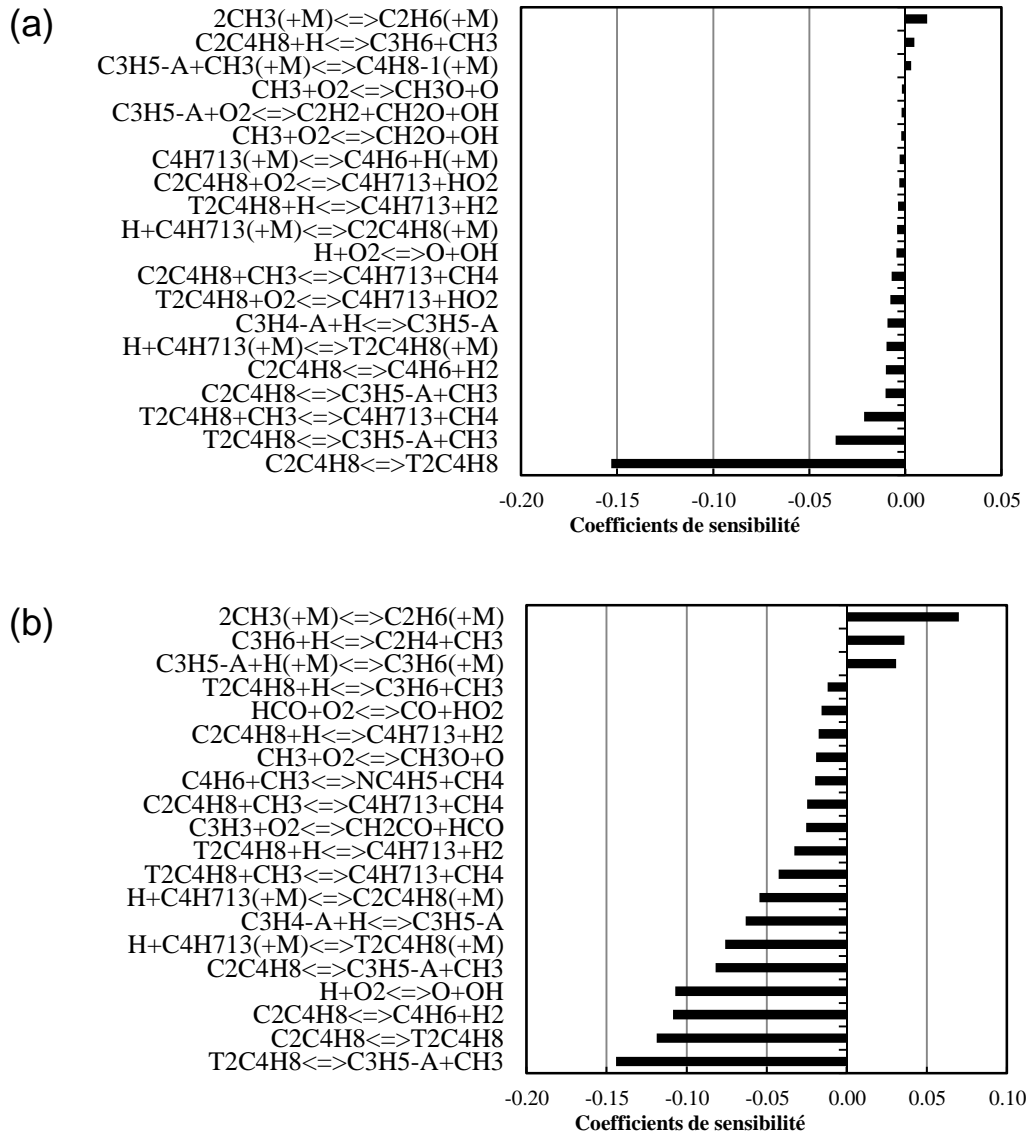 (a)
2CH3(+M)<=>C2H6(+M)
C2C4H8+H<=>C3H6+CH3
C3H5-A+CH3(+M)<=>C4H8-1(+M)
CH3+O2<=>CH3O+O
C3H5-A+O2<=>C2H2+CH2O+OH
CH3+O2<=>CH2O+OH
C4H713(+M)<=>C4H6+H(+M)
C2C4H8+O2<=>C4H713+HO2
T2C4H8+H<=>C4H713+H2
H+C4H713(+M)<=>C2C4H8(+M)
H+O2<=>O+OH
C2C4H8+CH3<=>C4H713+CH4
T2C4H8+O2<=>C4H713+HO2
C3H4-A+H<=>C3H5-A
H+C4H713(+M)<=>T2C4H8(+M)
C2C4H8<=>C4H6+H2
C2C4H8<=>C3H5-A+CH3
T2C4H8+CH3<=>C4H713+CH4
T2C4H8<=>C3H5-A+CH3
C2C4H8<=>T2C4H8
-0.20 -0.15 -0.10 -0.05 0.00 0.05
Coefficients de sensibilité
(b)
2CH3(+M)<=>C2H6(+M)
C3H6+H<=>C2H4+CH3
C3H5-A+H(+M)<=>C3H6(+M)
T2C4H8+H<=>C3H6+CH3
HCO+O2<=>CO+HO2
C2C4H8+H<=>C4H713+H2
CH3+O2<=>CH3O+O
C4H6+CH3<=>NC4H5+CH4
C2C4H8+CH3<=>C4H713+CH4
C3H3+O2<=>CH2CO+HCO
T2C4H8+H<=>C4H713+H2
T2C4H8+CH3<=>C4H713+CH4
H+C4H713(+M)<=>C2C4H8(+M)
C3H4-A+H<=>C3H5-A
H+C4H713(+M)<=>T2C4H8(+M)
C2C4H8<=>C3H5-A+CH3
H+O2<=>O+OH
C2C4H8<=>C4H6+H2
C2C4H8<=>T2C4H8
T2C4H8<=>C3H5-A+CH3
-0.20 -0.15 -0.10 -0.05 0.00 0.05 0.10
Coefficients de sensibilité